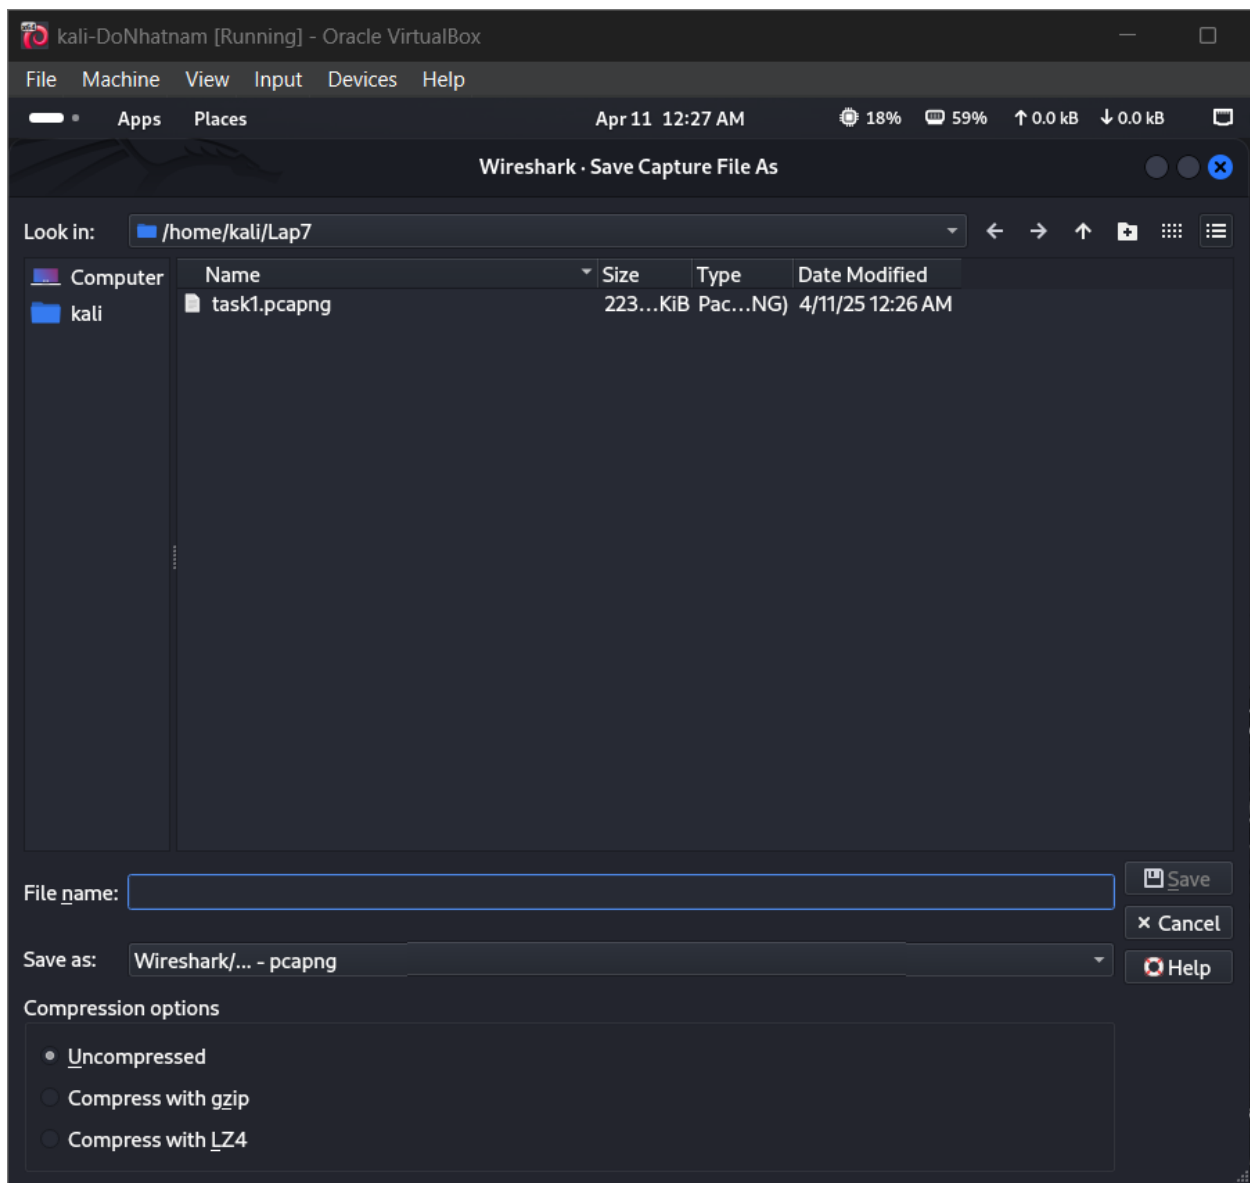 kali-DoNhatnam [Running] - Oracle VirtualBox
File Machine View Input Devices Help
Apps Places Apr 11 12:27 AM 18% 59% ↑ 0.0 kB ↓ 0.0 kB
Wireshark · Save Capture File As
Look in: /home/kali/Lap7
Computer Name Size Type Date Modified
kali task1.pcapng 223...KiB Pac...NG) 4/11/25 12:26 AM
File name: Save
Cancel
Save as: Wireshark/... - pcapng Help
Compression options
Uncompressed
Compress with gzip
Compress with LZ4